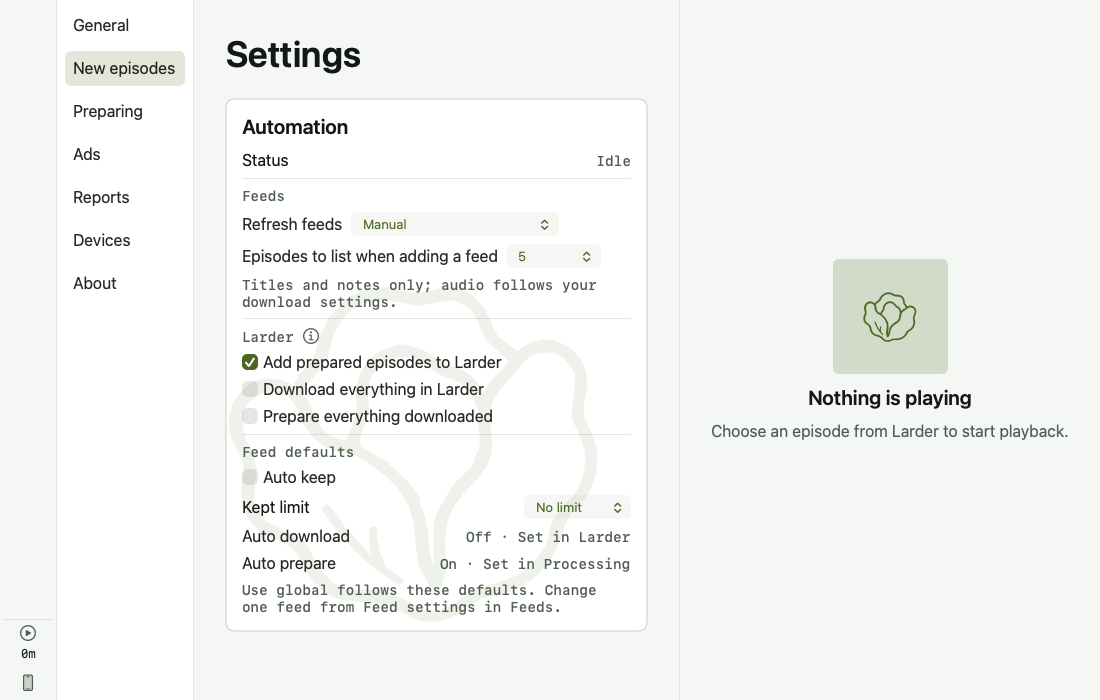 General
New episodes
Preparing
Ads
Reports
Devices
About
0m
Settings
Automation
Status Idle
Feeds
Refresh feeds Manual
Episodes to list when adding a feed 5
Titles and notes only; audio follows your
download settings.
Larder
Add prepared episodes to Larder
Download everything in Larder
Prepare everything downloaded
Feed defaults
Auto keep
Kept limit No limit
Auto download Off · Set in Larder
Auto prepare On · Set in Processing
Use global follows these defaults. Change
one feed from Feed settings in Feeds.
Nothing is playing
Choose an episode from Larder to start playback.